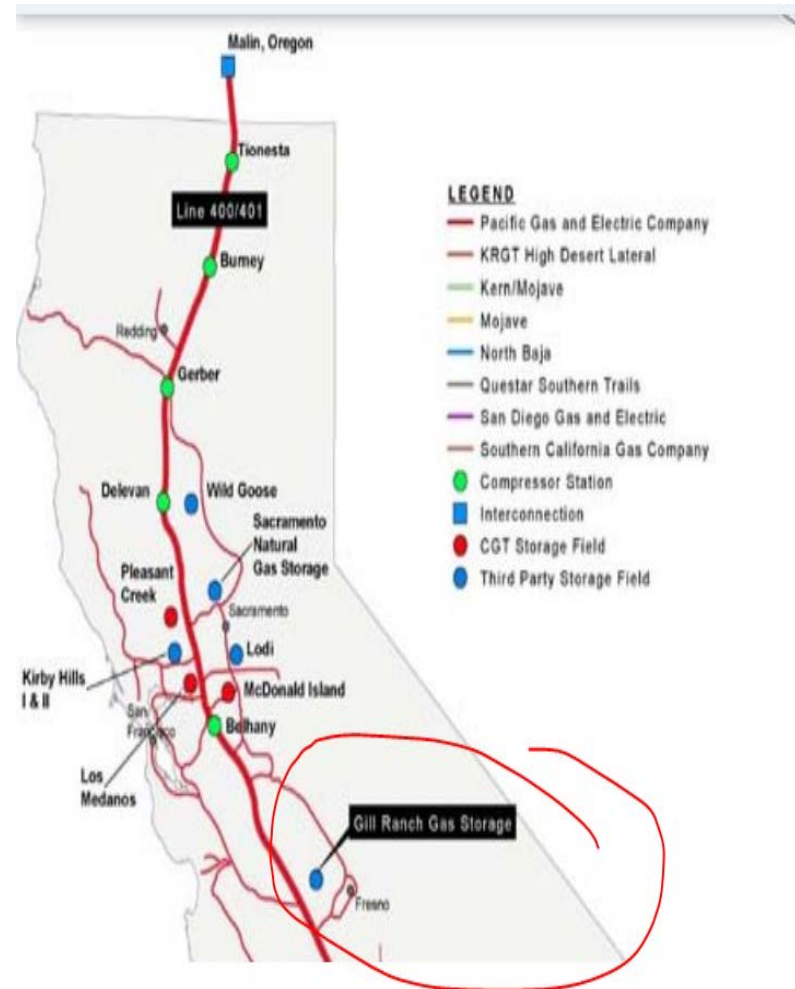 Malin, Oregon
Tionesta
Line 400/401
Burney
Redding
Gerber
Delevan
Wild Goose
Sacramento
Natural
Gas Storage
Pleasant
Creek
Sacramento
Lodi
Kirby Hills
I & II
McDonald Island
San
Francisco
Bethany
Los
Medanos
Gill Ranch Gas Storage
Fresno
LEGEND
Pacific Gas and Electric Company
KRGT High Desert Lateral
Kern/Mojave
Mojave
North Baja
Questar Southern Trails
San Diego Gas and Electric
Southern California Gas Company
Compressor Station
Interconnection
CGT Storage Field
Third Party Storage Field